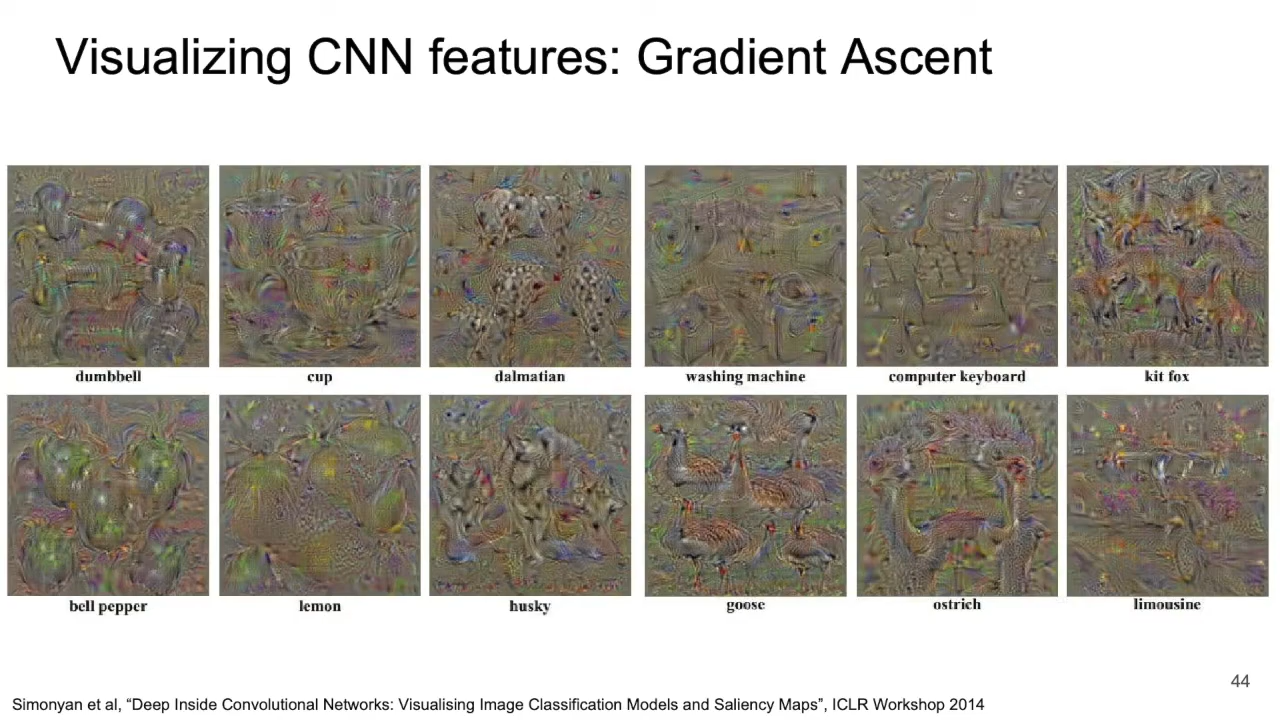 Visualizing CNN features: Gradient Ascent
dumbbell
cup
dalmatian
washing machine
computer keyboard
kit fox
bell pepper
lemon
husky
goose
ostrich
limousine
44
Simonyan et al, “Deep Inside Convolutional Networks: Visualising Image Classification Models and Saliency Maps”, ICLR Workshop 2014